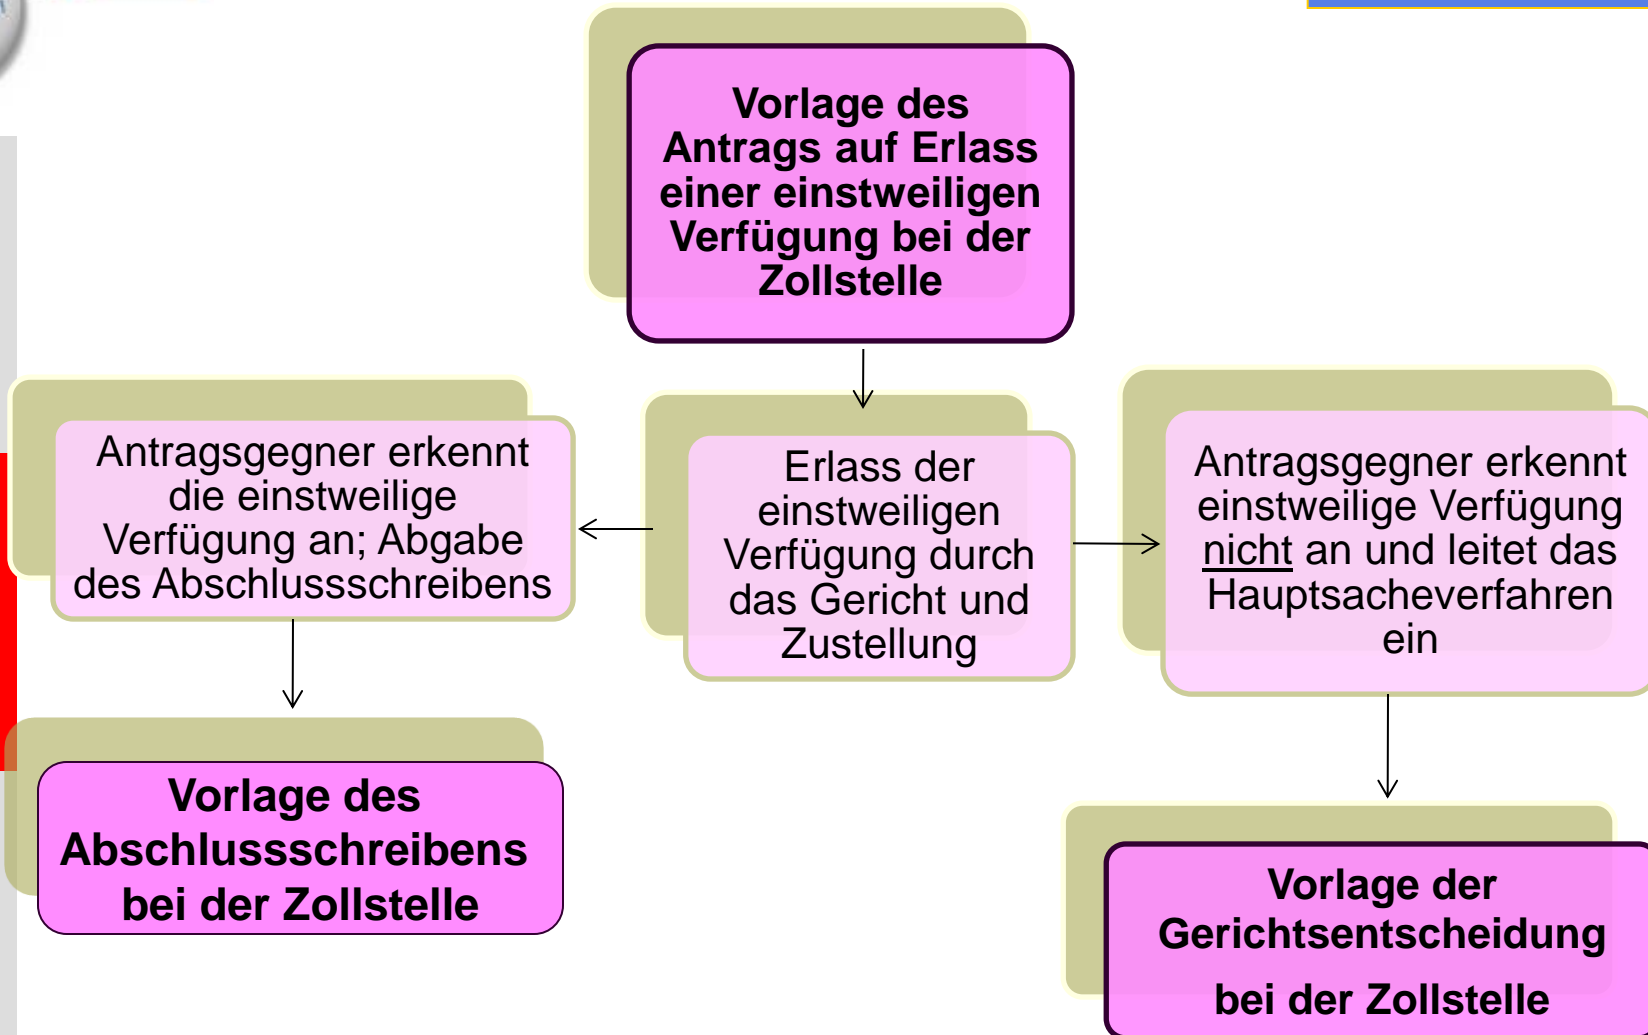 Vorlage des
Antrags auf Erlass
einer einstweiligen
Verfügung bei der
Zollstelle
Antragsgegner erkennt
die einstweilige
Verfügung an; Abgabe
des Abschlussschreibens
Erlass der
einstweiligen
Verfügung durch
das Gericht und
Zustellung
Antragsgegner erkennt
einstweilige Verfügung
nicht an und leitet das
Hauptsacheverfahren
ein
Vorlage des
Abschlussschreibens
bei der Zollstelle
Vorlage der
Gerichtsentscheidung
bei der Zollstelle